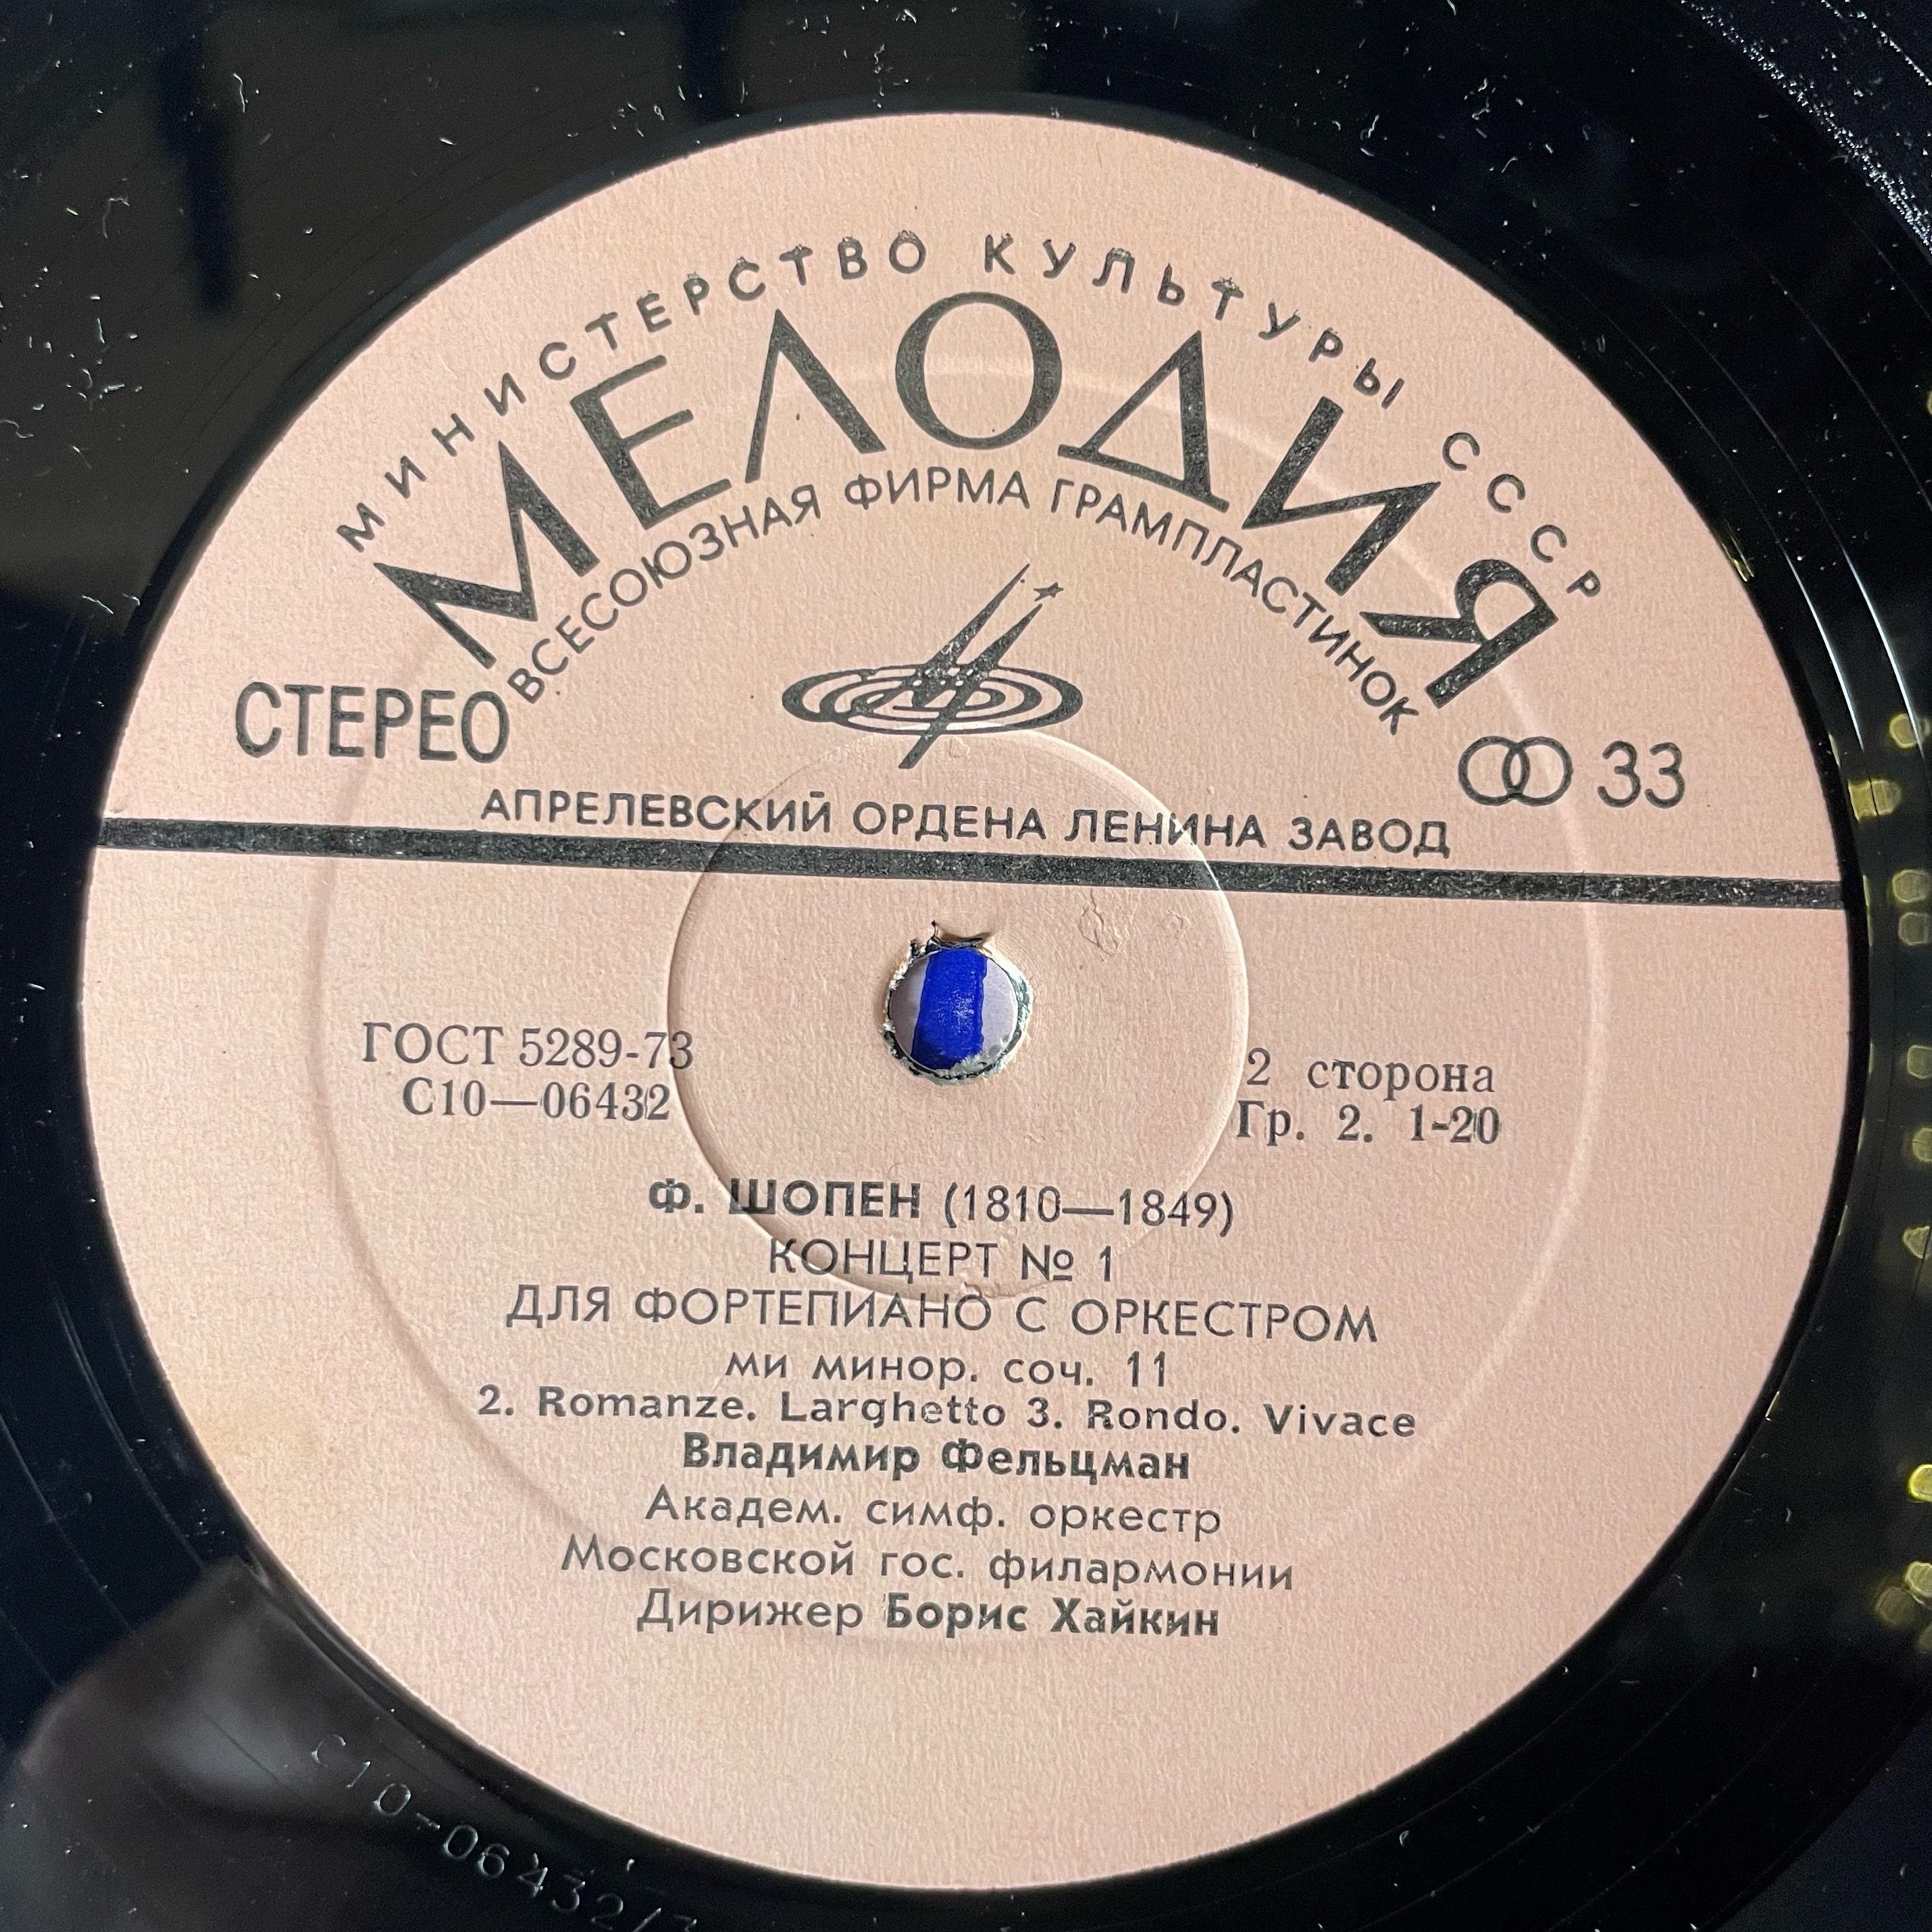 МИНИСТЕРСТВО КУЛЬТУРЫ СССР
МЕЛОДИЯ
ВСЕСОЮЗНАЯ ФИРМА ГРАМПЛАСТИНОК
СТЕРЕО
33
АПРЕЛЕВСКИЙ ОРДЕНА ЛЕНИНА ЗАВОД
ГОСТ 5289-73
С10—06432
2 сторона
Гр. 2. 1-20
Ф. ШОПЕН (1810—1849)
КОНЦЕРТ № 1
ДЛЯ ФОРТЕПИАНО С ОРКЕСТРОМ
ми минор. соч. 11
2. Romanze. Larghetto 3. Rondo. Vivace
Владимир Фельцман
Академ. симф. оркестр
Московской гос. филармонии
Дирижер Борис Хайкин
С10-06432